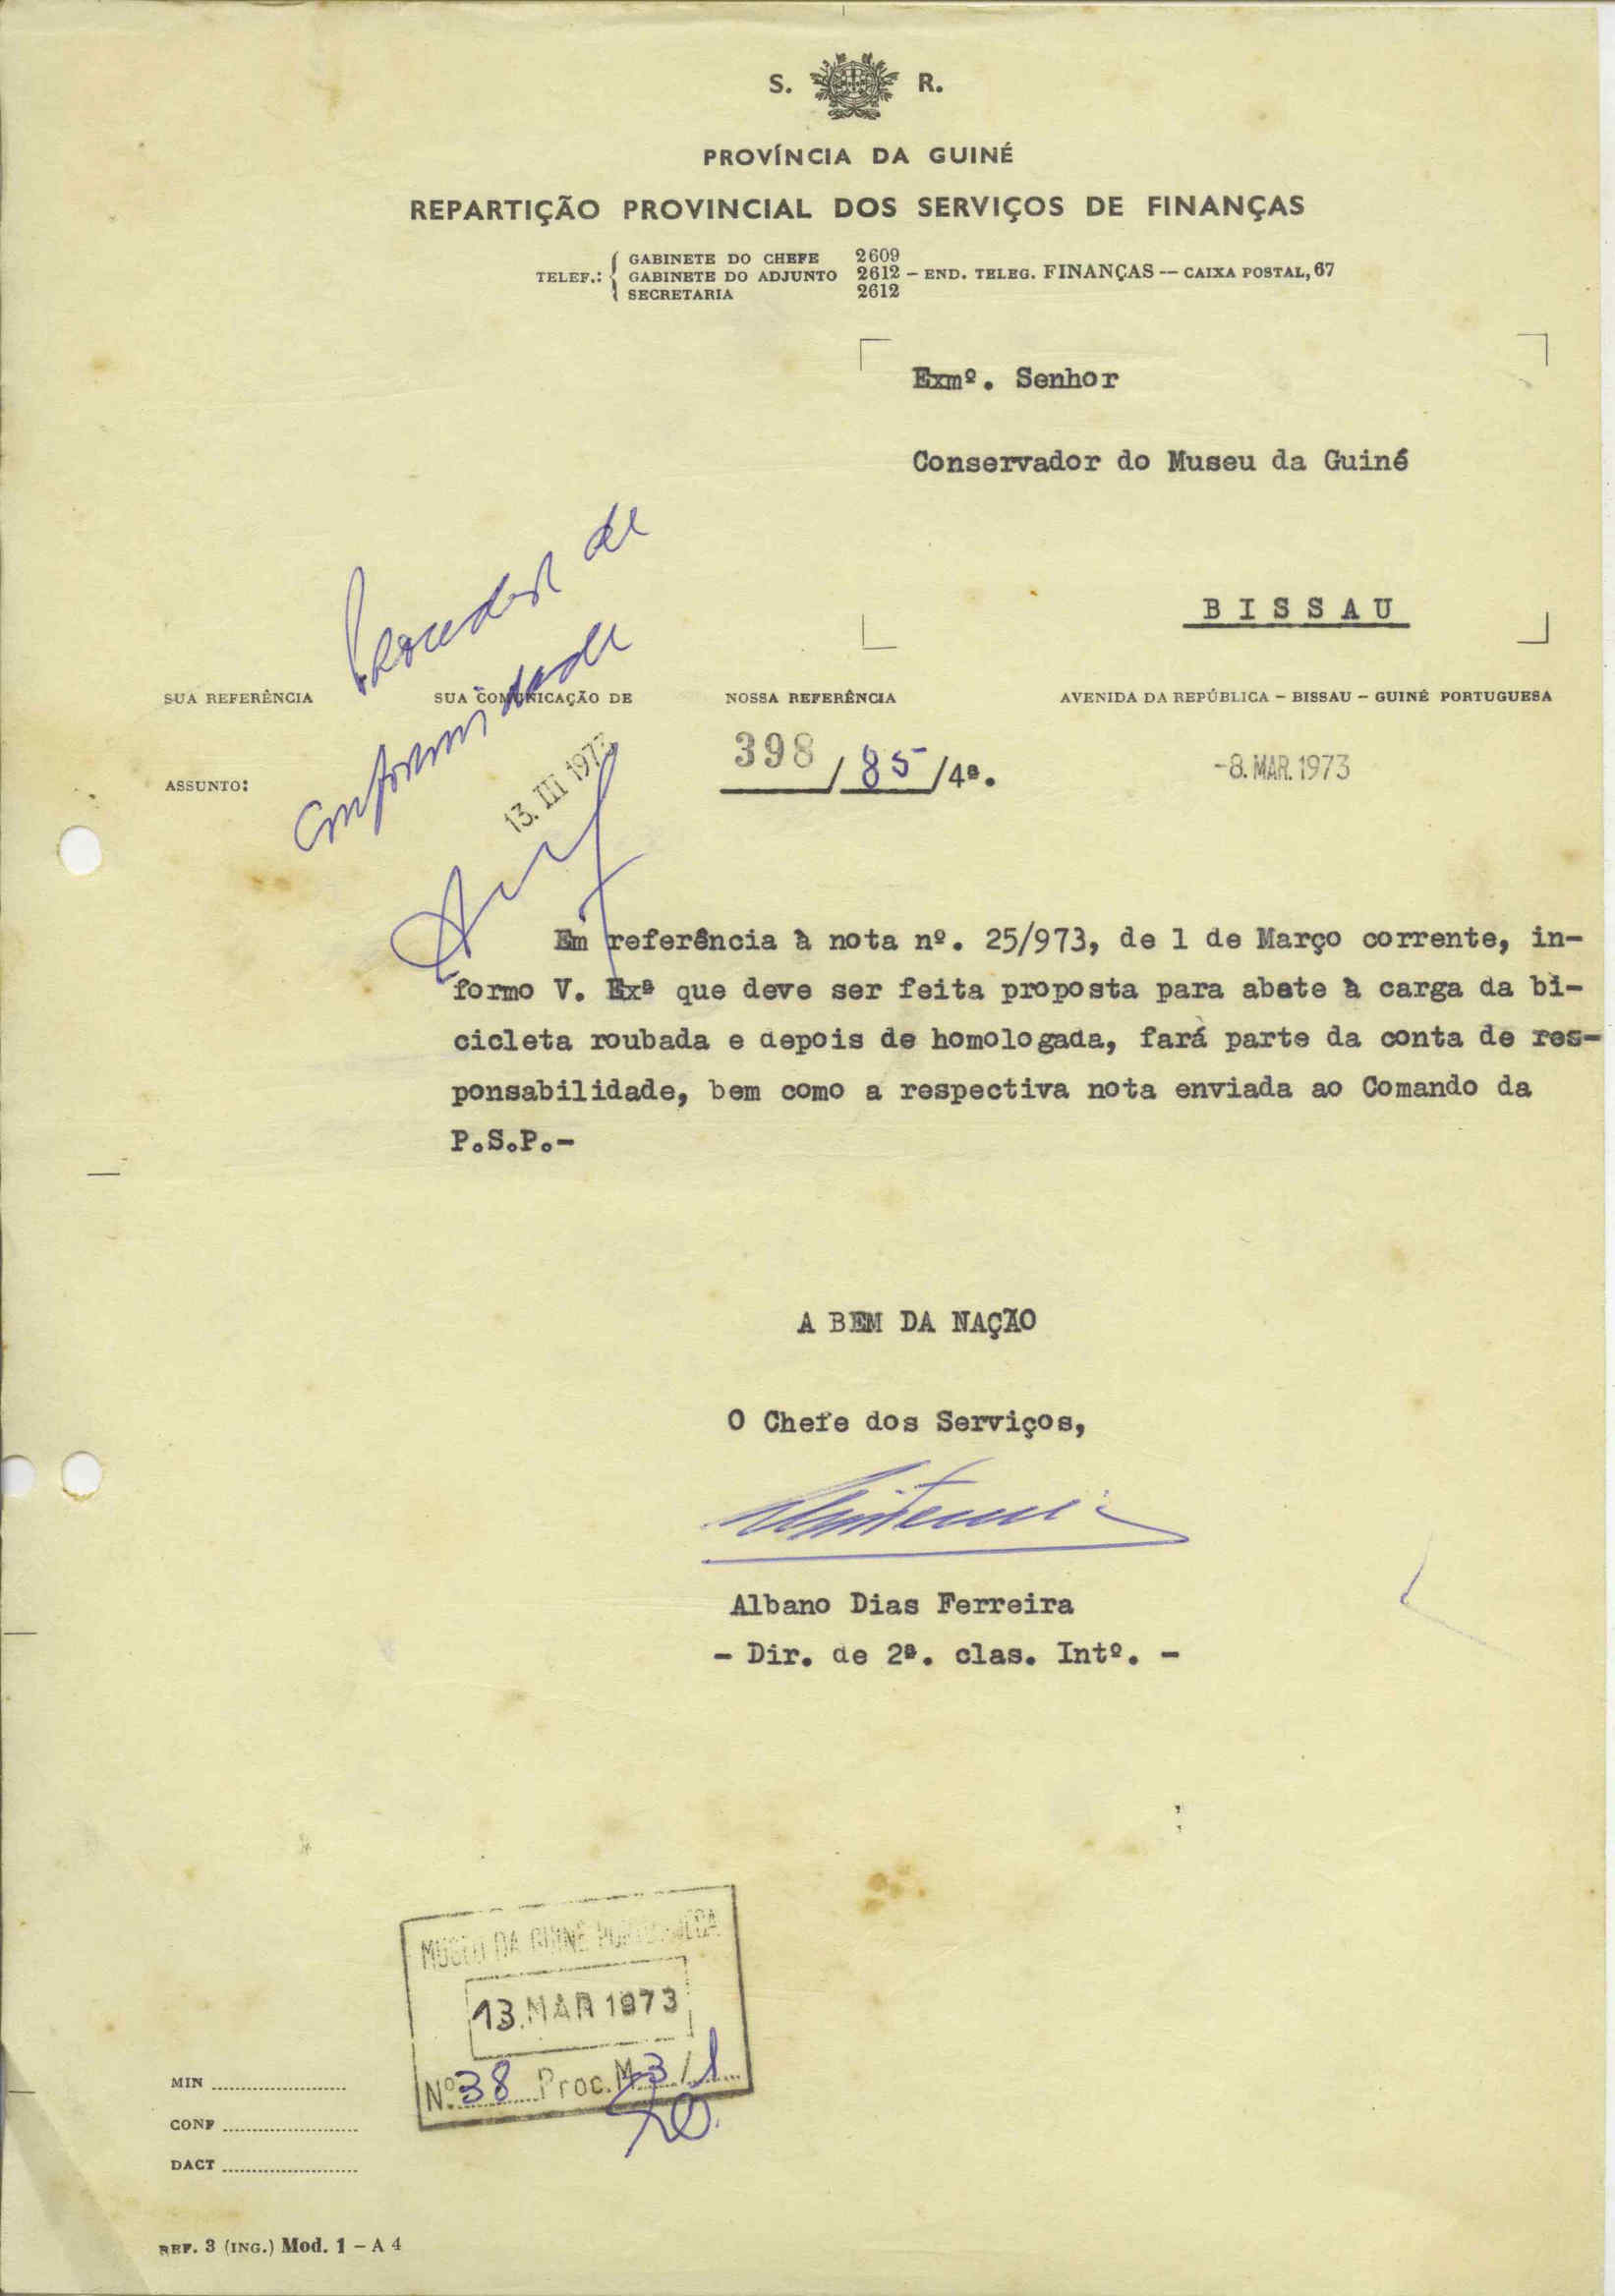 S. R.
PROVÍNCIA DA GUINÉ
REPARTIÇÃO PROVINCIAL DOS SERVIÇOS DE FINANÇAS
TELEF.: GABINETE DO CHEFE 2609
GABINETE DO ADJUNTO 2612 – END. TELEG. FINANÇAS — CAIXA POSTAL, 67
SECRETARIA 2612
Exmº. Senhor
Conservador do Museu da Guiné
BISSAU
Proceder de
conformidade
13. III 1973
SUA REFERÊNCIA SUA COMUNICAÇÃO DE NOSSA REFERÊNCIA AVENIDA DA REPÚBLICA – BISSAU – GUINÉ PORTUGUESA
398/85/4ª. -8. MAR. 1973
ASSUNTO:
Em referência à nota nº. 25/973, de 1 de Março corrente, in-
formo V. Exª que deve ser feita proposta para abate à carga da bi-
cicleta roubada e depois de homologada, fará parte da conta de res-
ponsabilidade, bem como a respectiva nota enviada ao Comando da
P.S.P.-
A BEM DA NAÇÃO
O Chefe dos Serviços,
Albano Dias Ferreira
- Dir. de 2ª. clas. Intº. -
MUSEU DA GUINÉ PORTUGUESA
13. MAR 1973
Nº. 38 Proc. M-3/1
MIN
CONF
DACT
REF. 3 (ING.) Mod. 1 – A 4